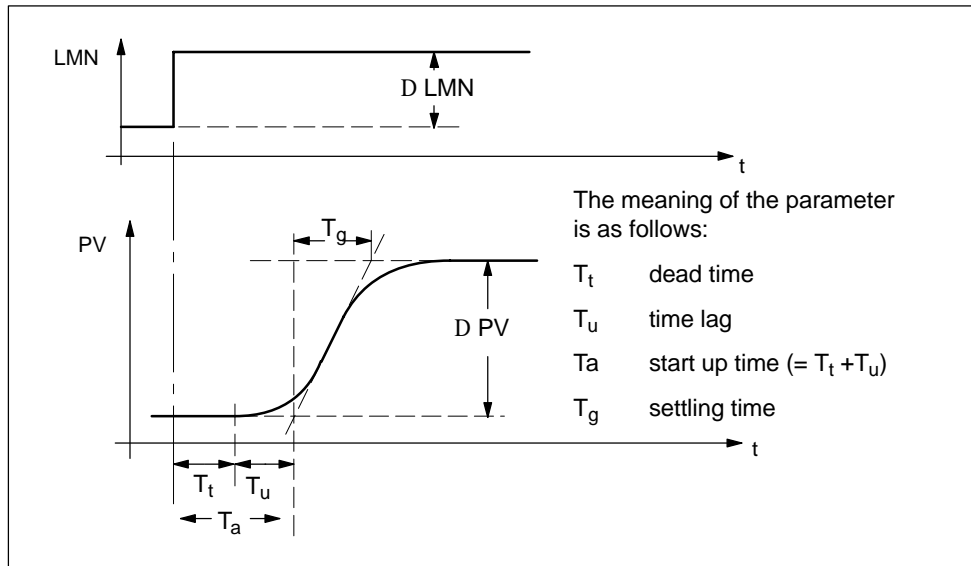 LMN
D LMN
t
PV
Tg
D PV
t
Tt
Tu
Ta
The meaning of the parameter
is as follows:
Tt dead time
Tu time lag
Ta start up time (= Tt +Tu)
Tg settling time